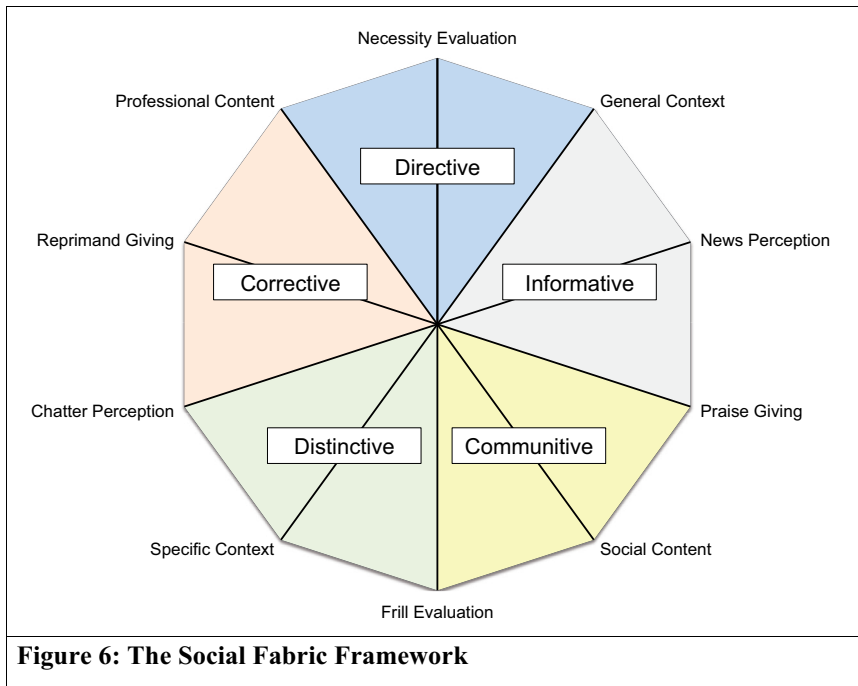 Necessity Evaluation
Professional Content
General Context
Directive
Reprimand Giving
News Perception
Corrective
Informative
Chatter Perception
Praise Giving
Distinctive
Communitive
Specific Context
Social Content
Frill Evaluation
Figure 6: The Social Fabric Framework